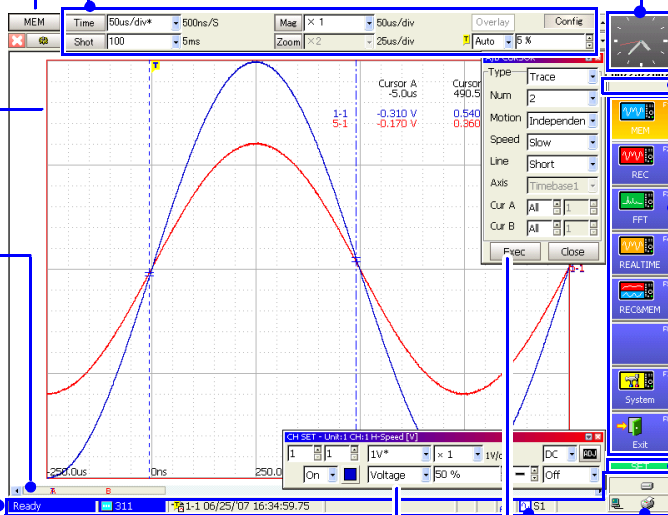 MEM Time 50us/div* 500ns/S Mag × 1 50us/div Overlay Config
Shot 100 5ms Zoom ×2 25us/div T Auto 5 %
A/B CURSOR
T
Cursor A Cursor
-5.0us 490.5
1-1 -0.310 V 0.540
5-1 -0.170 V 0.360
Type Trace
Num 2
Motion Independen
Speed Slow
Line Short
Axis Timebase1
Cur A All 1
Cur B All 1
Exec Close
5-1
MEM
REC
FFT
REALTIME
REC&MEM
System
Exit
SET
CH SET - Unit:1 CH:1 H-Speed [V]
1 1 1V* × 1 1V/ DC ADJ
On Voltage 50 % Off
-250.0us 0ns 250.0
A B
Ready 311 1-1 06/25/'07 16:34:59.75 S1